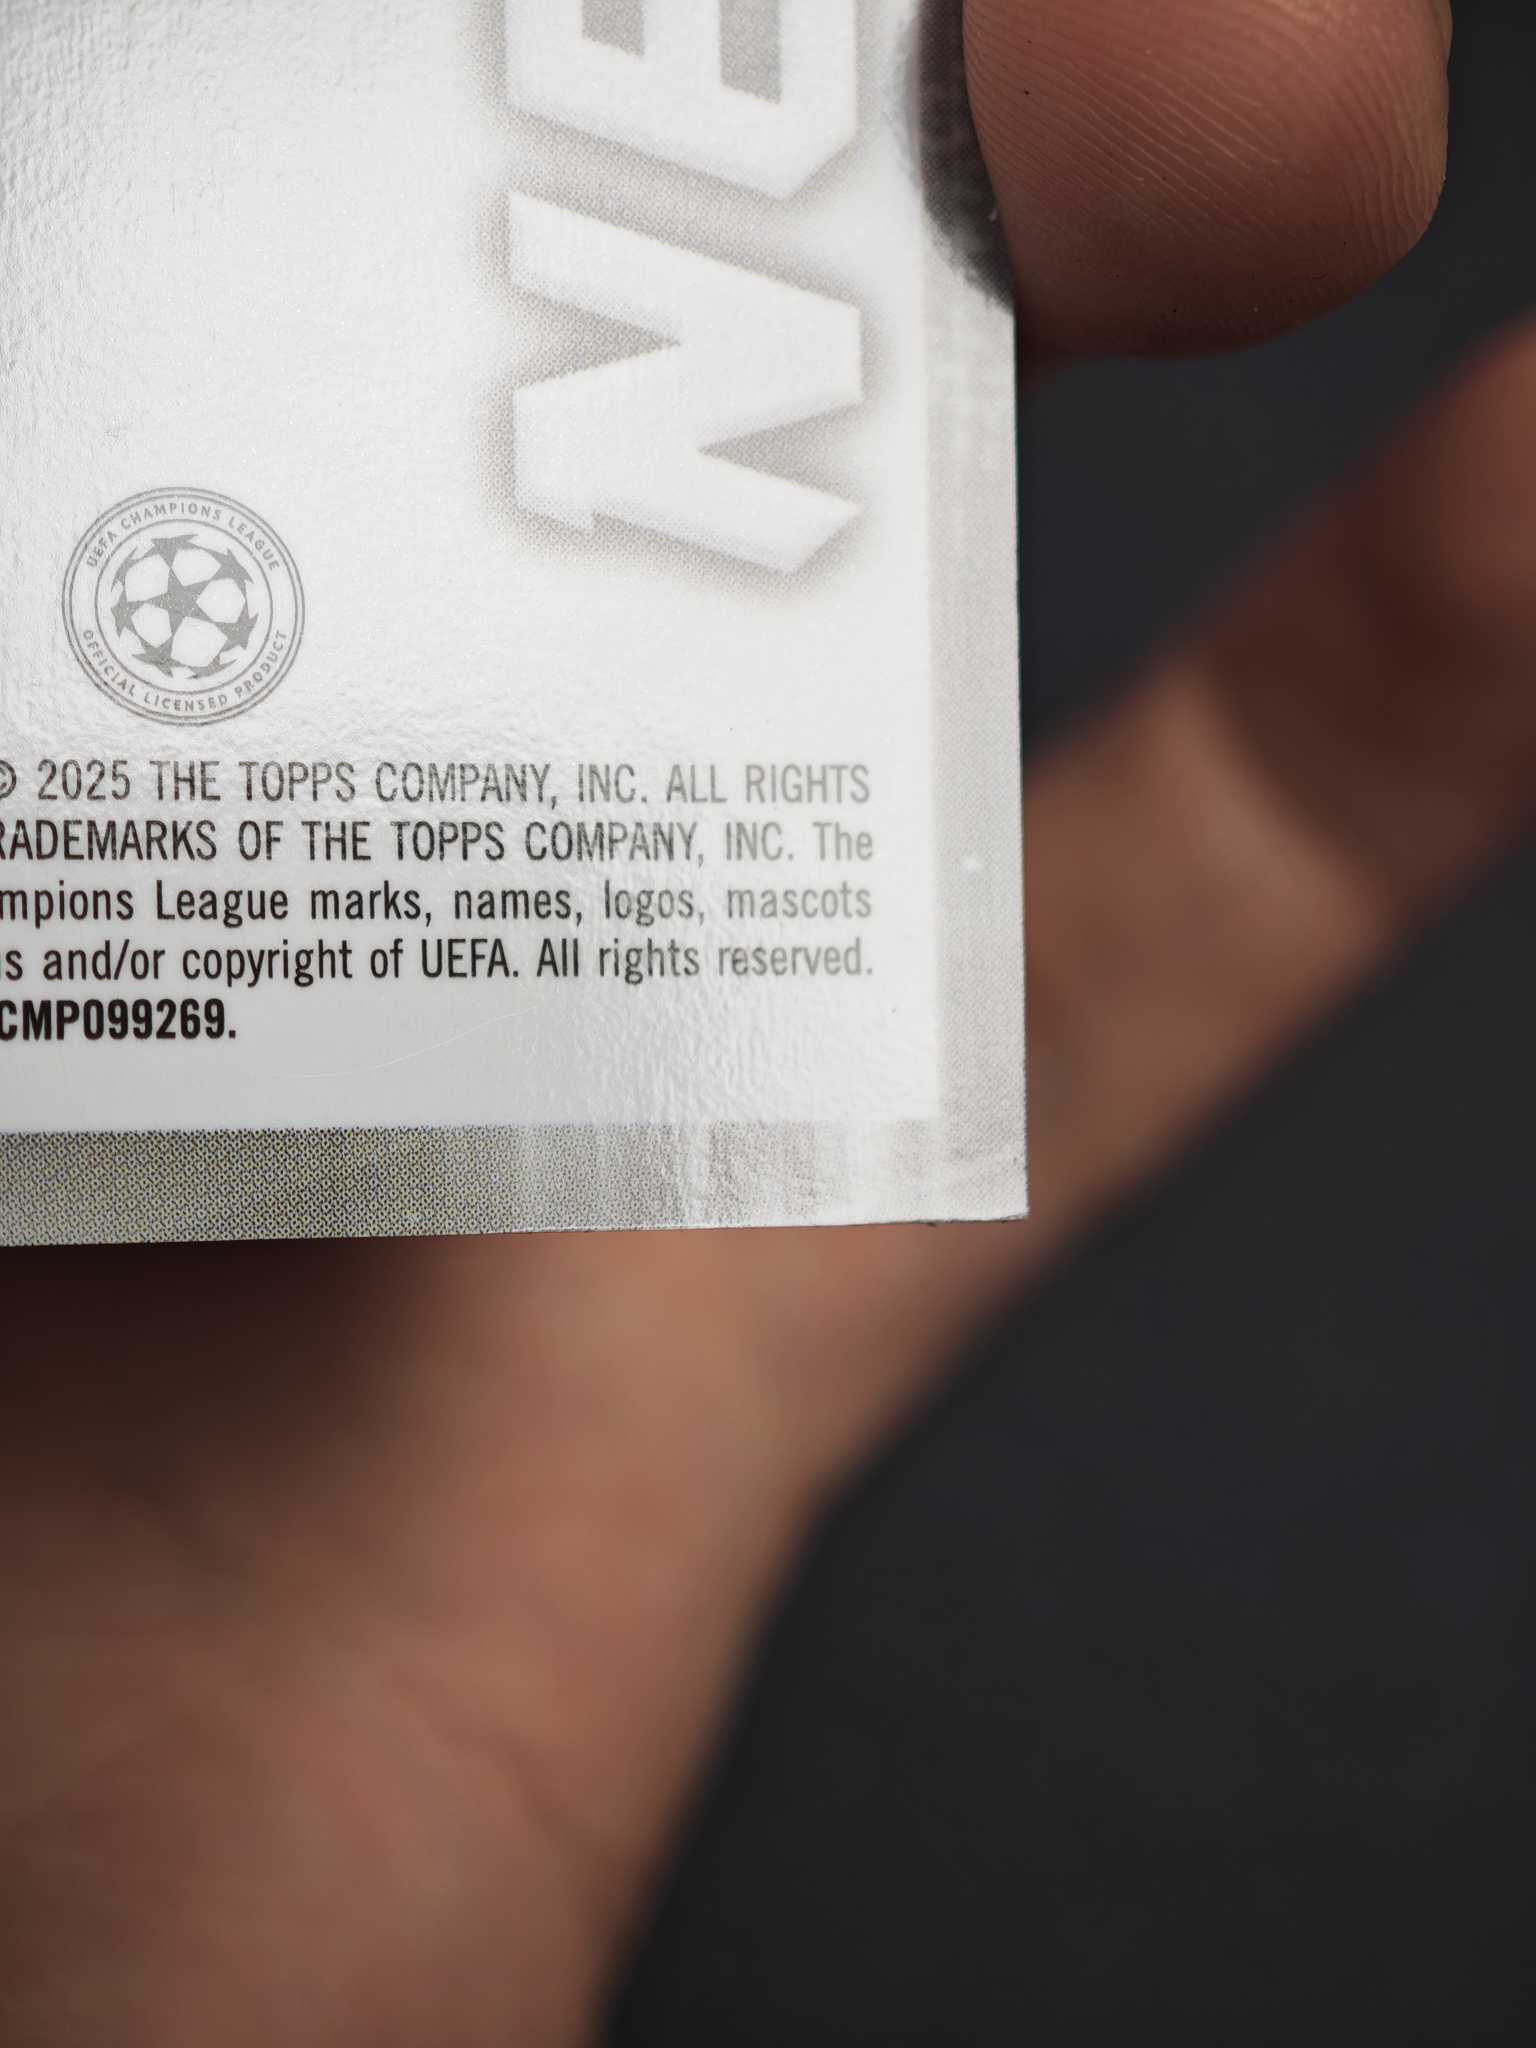 UEFA CHAMPIONS LEAGUE
OFFICIAL LICENSED PRODUCT
© 2025 THE TOPPS COMPANY, INC. ALL RIGHTS
RADEMARKS OF THE TOPPS COMPANY, INC. The
mpions League marks, names, logos, mascots
ns and/or copyright of UEFA. All rights reserved.
CMP099269.